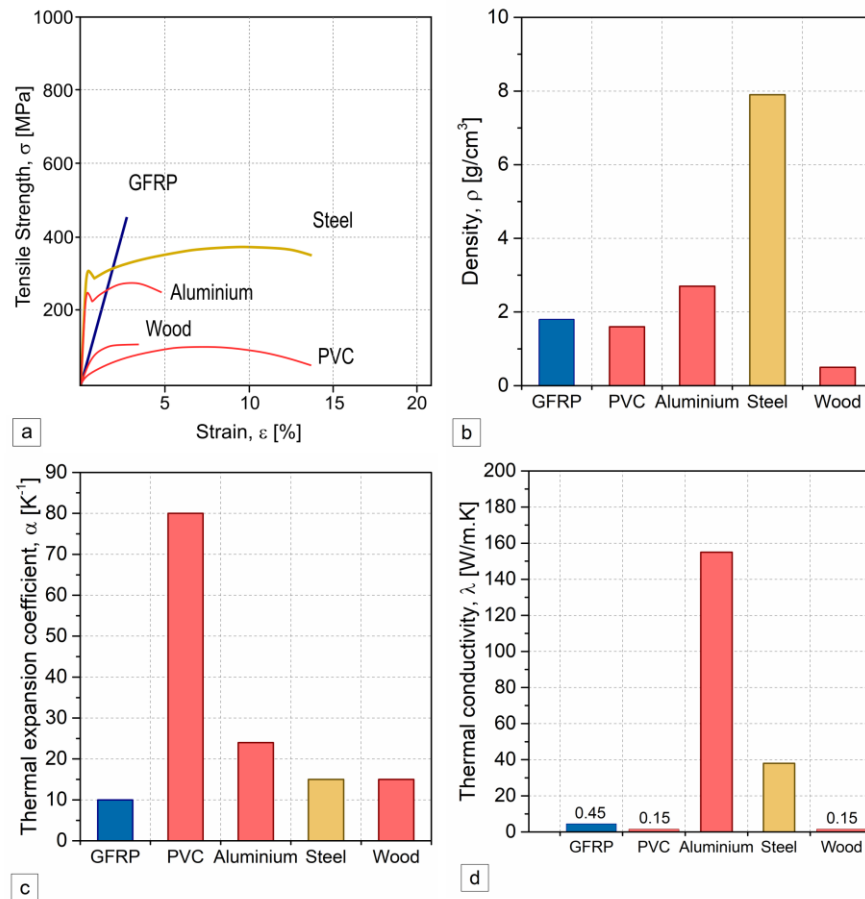 Tensile Strength, σ [MPa]
1000
800
600
400
200
GFRP
Steel
Aluminium
Wood
PVC
5
10
15
20
Strain, ε [%]
a
Density, ρ [g/cm³]
10
8
6
4
2
0
GFRP
PVC
Aluminium
Steel
Wood
b
Thermal expansion coefficient, α [K⁻¹]
90
80
70
60
50
40
30
20
10
0
GFRP
PVC
Aluminium
Steel
Wood
c
Thermal conductivity, λ [W/m.K]
200
180
160
140
120
100
80
60
40
20
0
0.45
0.15
0.15
GFRP
PVC
Aluminium
Steel
Wood
d